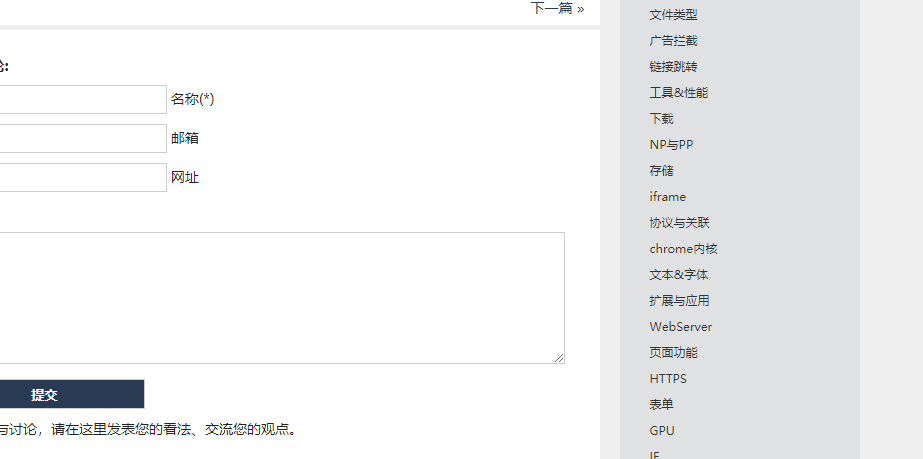 下一篇 »
论:
名称(*)
邮箱
网址
提交
与讨论，请在这里发表您的看法、交流您的观点。
文件类型
广告拦截
链接跳转
工具&性能
下载
NP与PP
存储
iframe
协议与关联
chrome内核
文本&字体
扩展与应用
WebServer
页面功能
HTTPS
表单
GPU
IE